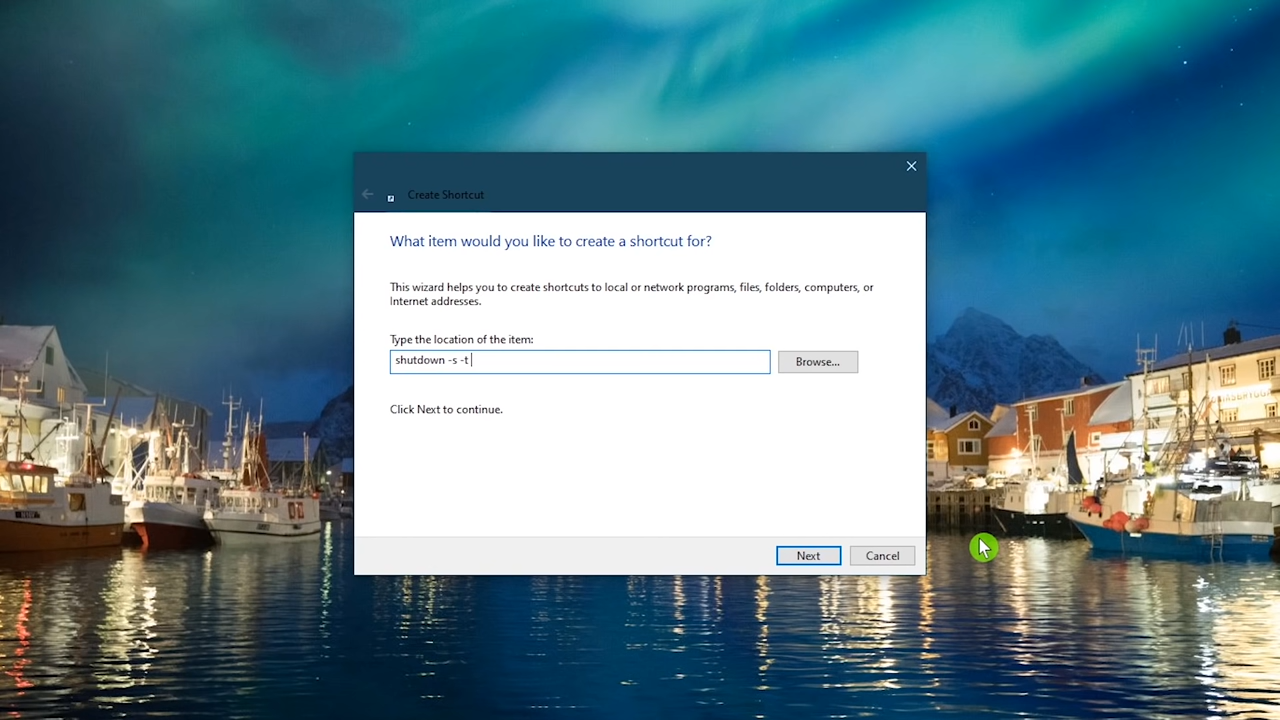 Create Shortcut
What item would you like to create a shortcut for?
This wizard helps you to create shortcuts to local or network programs, files, folders, computers, or
Internet addresses.
Type the location of the item:
shutdown -s -t
Browse...
Click Next to continue.
Next
Cancel